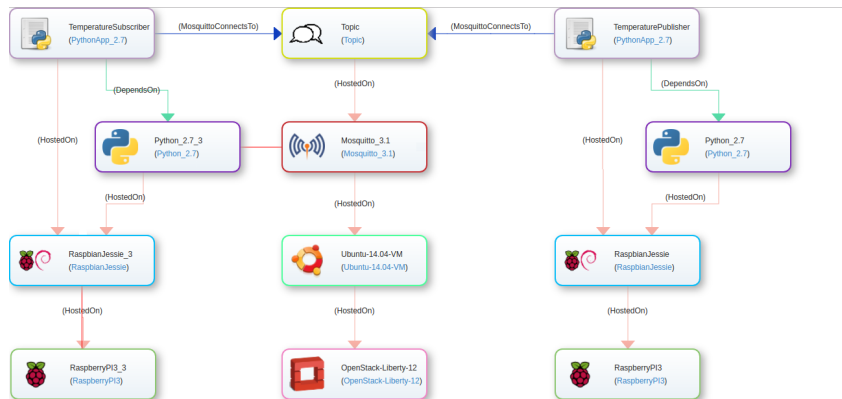 TemperatureSubscriber
(PythonApp_2.7)
(MosquittoConnectsTo)
Topic
(Topic)
(MosquittoConnectsTo)
TemperaturePublisher
(PythonApp_2.7)
(HostedOn)
(DependsOn)
(DependsOn)
(HostedOn)
(HostedOn)
Python_2.7_3
(Python_2.7)
Mosquitto_3.1
(Mosquitto_3.1)
Python_2.7
(Python_2.7)
(HostedOn)
(HostedOn)
(HostedOn)
RaspbianJessie_3
(RaspbianJessie)
Ubuntu-14.04-VM
(Ubuntu-14.04-VM)
RaspbianJessie
(RaspbianJessie)
(HostedOn)
(HostedOn)
(HostedOn)
RaspberryPI3_3
(RaspberryPI3)
OpenStack-Liberty-12
(OpenStack-Liberty-12)
RaspberryPI3
(RaspberryPI3)